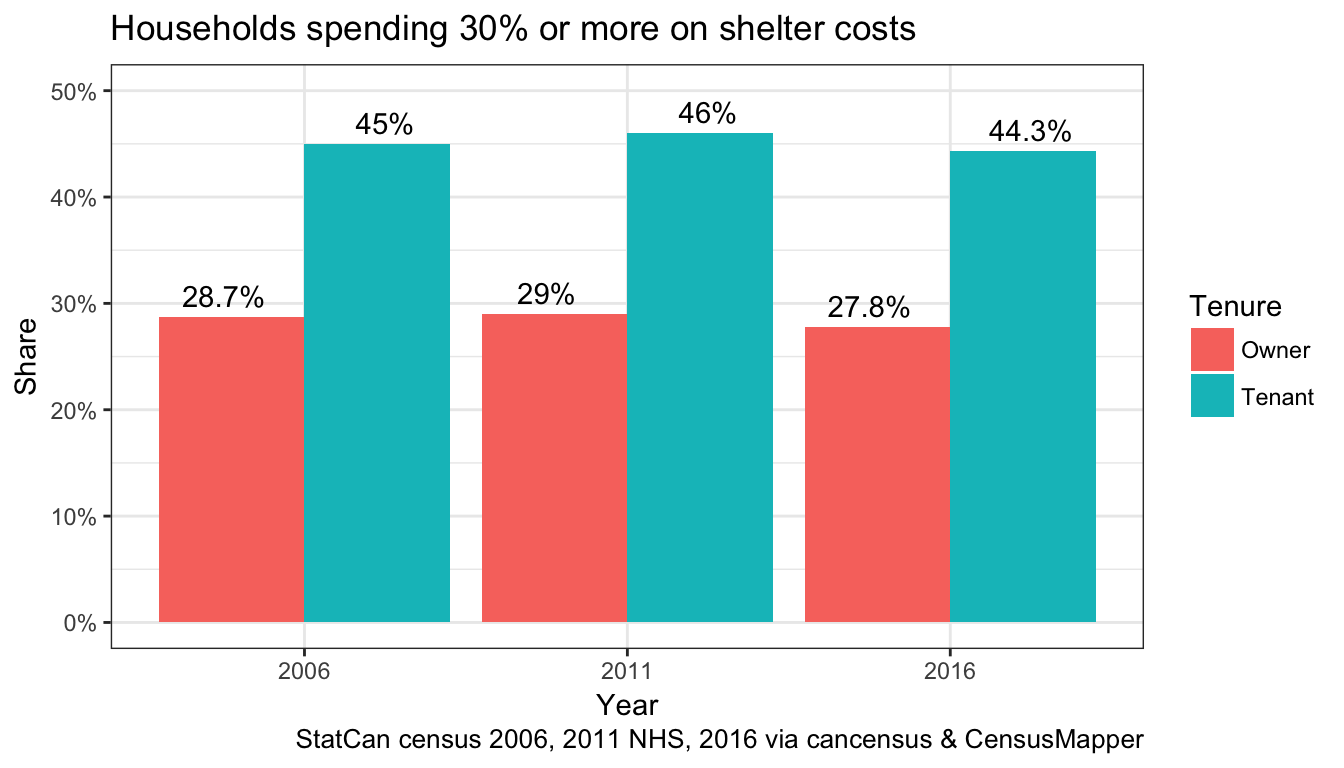 Households spending 30% or more on shelter costs
50%
40%
30%
20%
10%
0%
Share
45%
46%
44.3%
28.7%
29%
27.8%
Tenure
Owner
Tenant
2006 2011 2016
Year
StatCan census 2006, 2011 NHS, 2016 via cancensus & CensusMapper